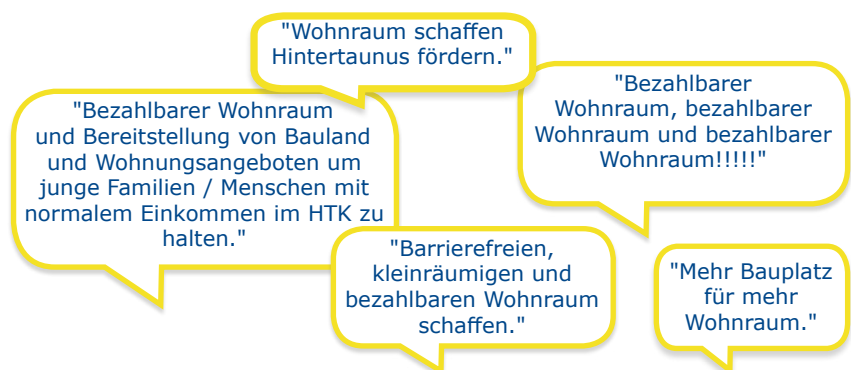 "Wohnraum schaffen
Hintertaunus fördern."
"Bezahlbarer
Wohnraum, bezahlbarer
Wohnraum und bezahlbarer
Wohnraum!!!!!"
"Bezahlbarer Wohnraum
und Bereitstellung von Bauland
und Wohnungsangeboten um
junge Familien / Menschen mit
normalem Einkommen im HTK zu
halten."
"Barrierefreien,
kleinräumigen und
bezahlbaren Wohnraum
schaffen."
"Mehr Bauplatz
für mehr
Wohnraum."